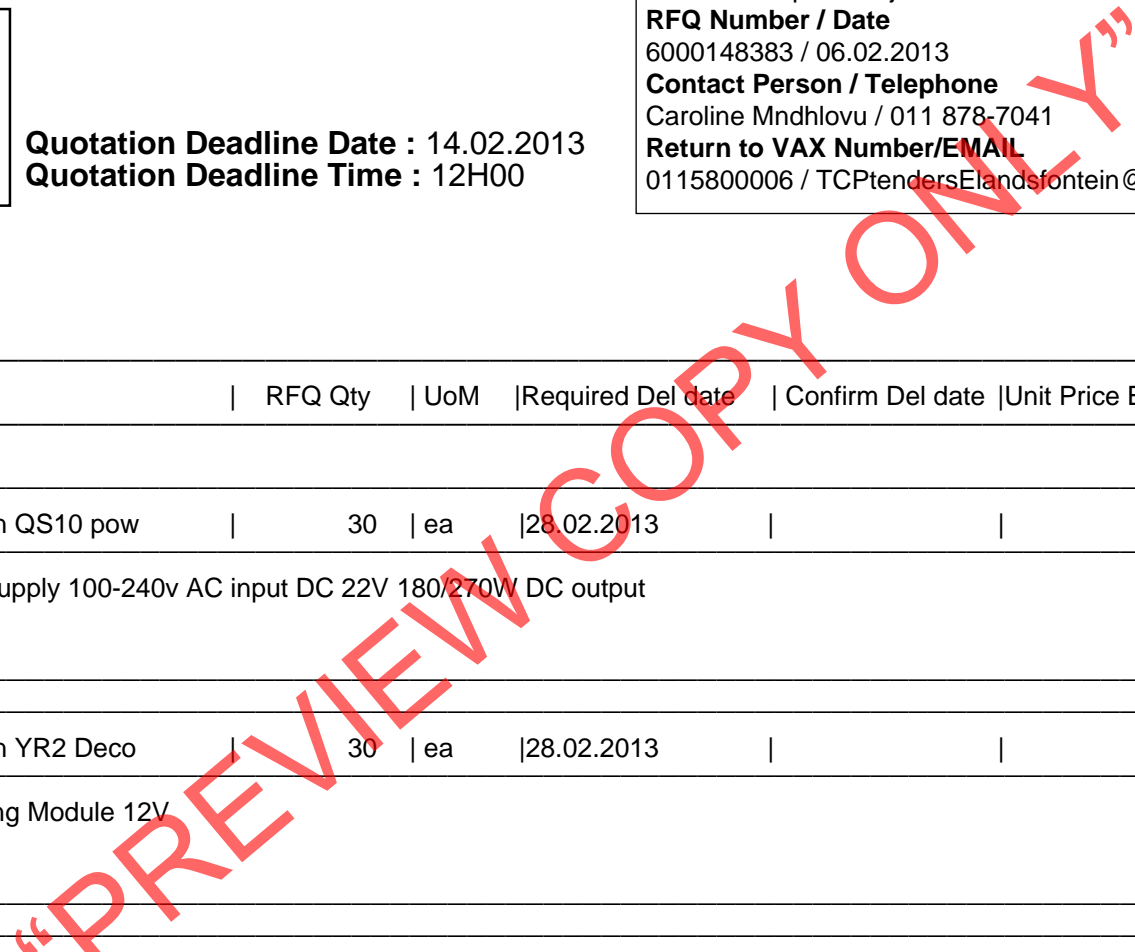 RFQ Number / Date
6000148383 / 06.02.2013
Contact Person / Telephone
Caroline Mndhlovu / 011 878-7041
Return to VAX Number/EMAIL
0115800006 / TCPtendersElandsfontein@
Quotation Deadline Date : 14.02.2013
Quotation Deadline Time : 12H00
| RFQ Qty | UoM |Required Del date | Confirm Del date |Unit Price E
n QS10 pow | 30 | ea |28.02.2013 | |
upply 100-240v AC input DC 22V 180/270W DC output
n YR2 Deco | 30 | ea |28.02.2013 | |
ng Module 12V
“PREVIEW COPY ONLY”